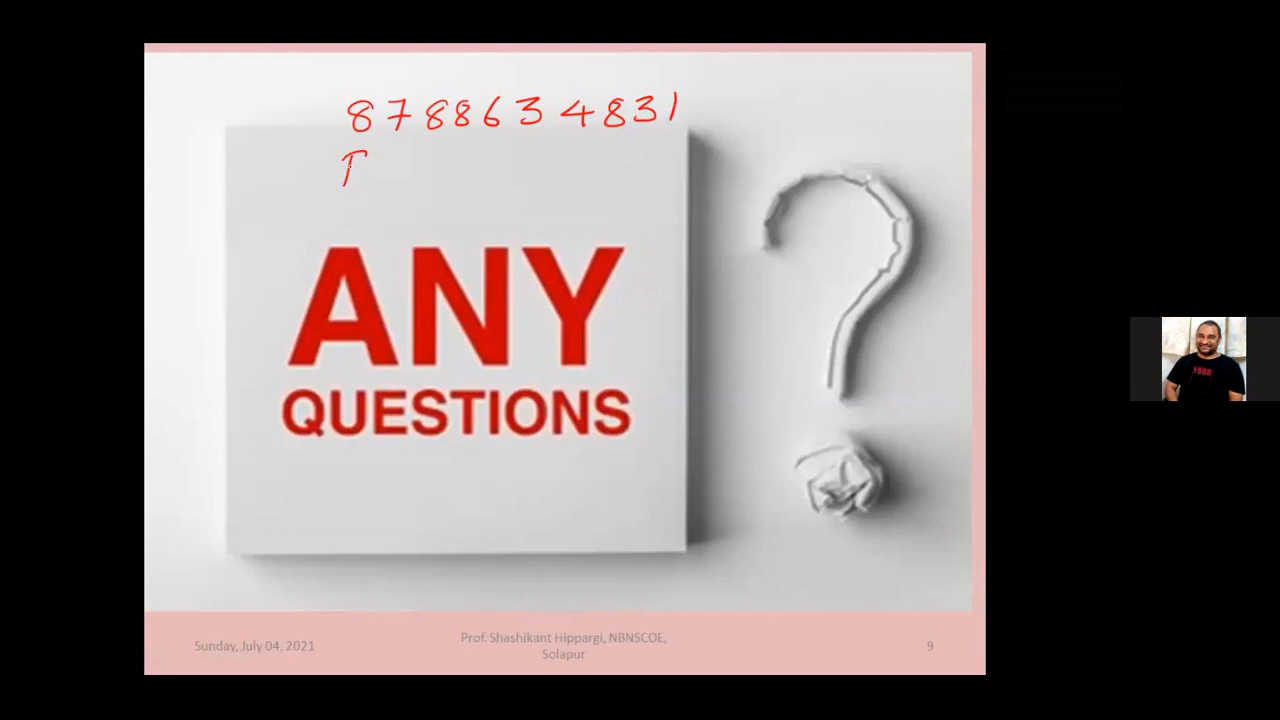 8788634831
ANY
QUESTIONS
Sunday, July 04, 2021
Prof. Shashikant Hippargi, NBNSCOE,
Solapur
9